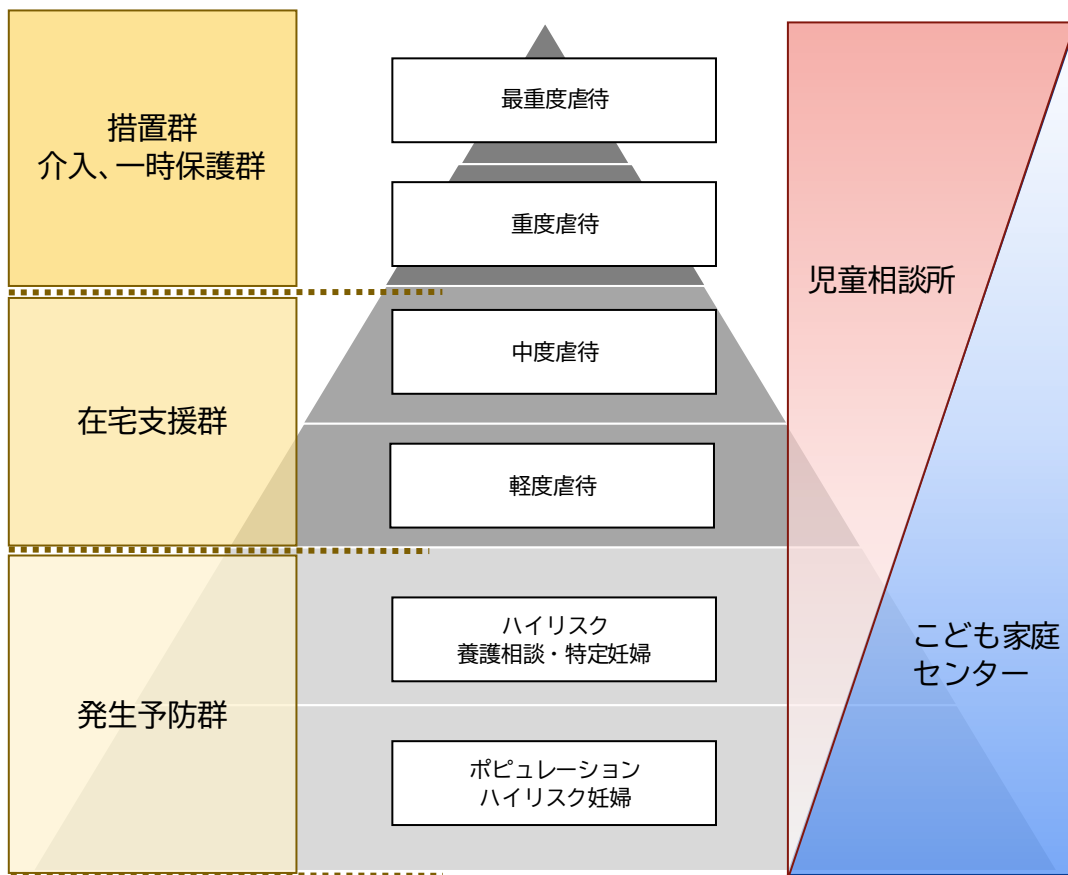 措置群
介入、一時保護群
在宅支援群
発生予防群
最重度虐待
重度虐待
中度虐待
軽度虐待
ハイリスク
養護相談・特定妊婦
ポピュレーション
ハイリスク妊婦
児童相談所
こども家庭
センター